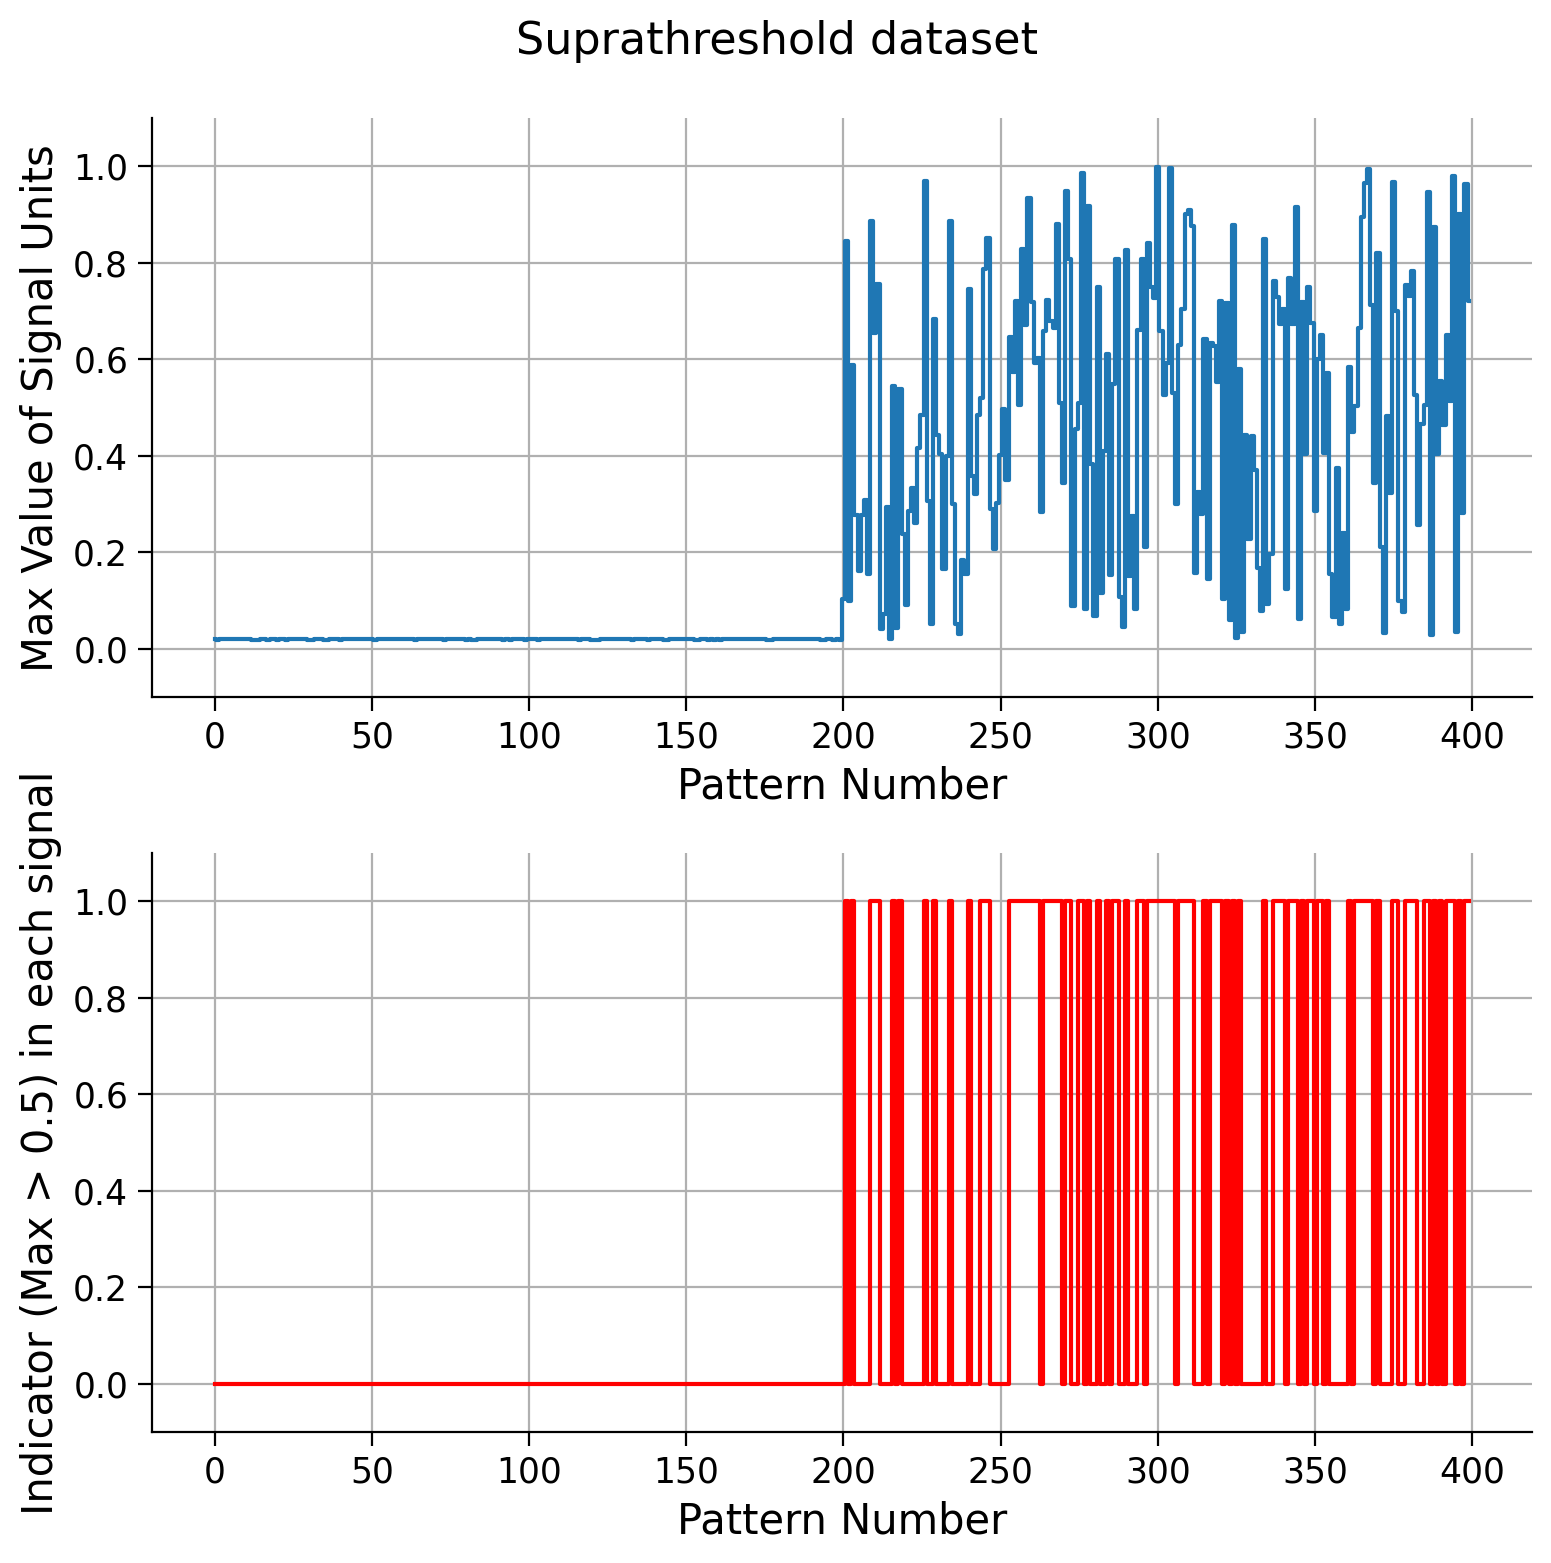 Suprathreshold dataset
Max Value of Signal Units
1.0
0.8
0.6
0.4
0.2
0.0
0 50 100 150 200 250 300 350 400
Pattern Number
Indicator (Max > 0.5) in each signal
1.0
0.8
0.6
0.4
0.2
0.0
0 50 100 150 200 250 300 350 400
Pattern Number